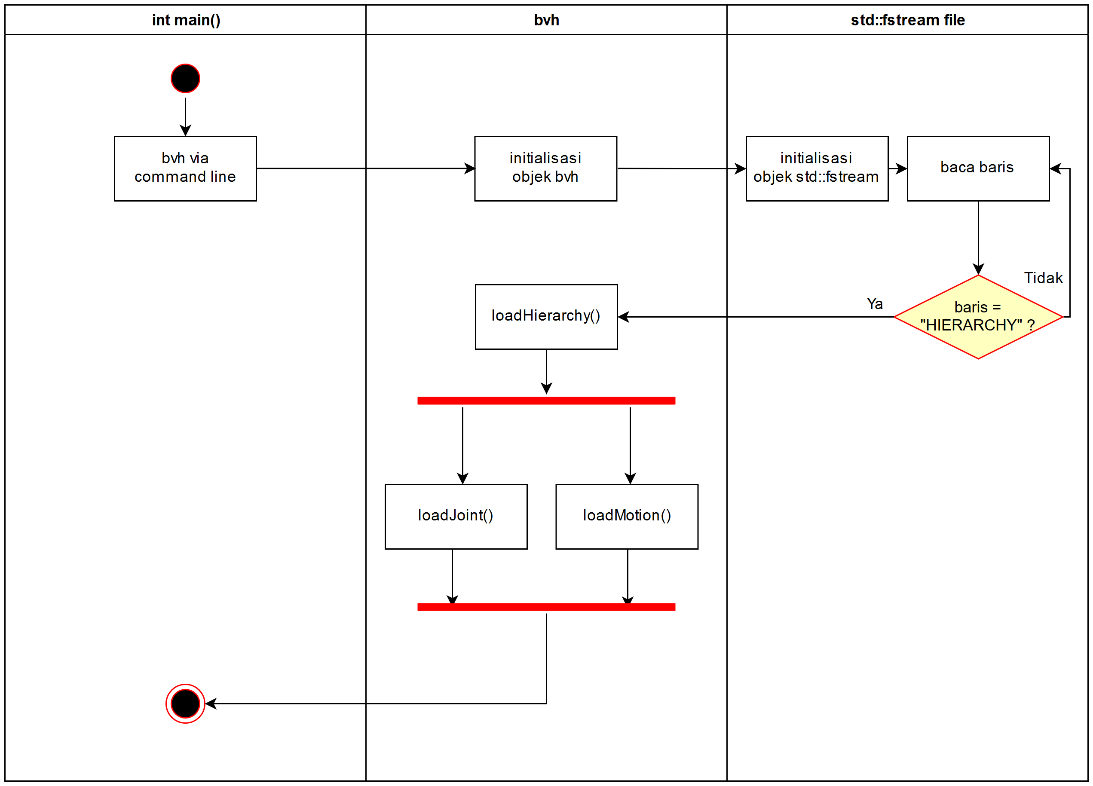 int main()
bvh
std::fstream file
bvh via
command line
initialisasi
objek bvh
initialisasi
objek std::fstream
baca baris
Tidak
Ya
baris =
"HIERARCHY" ?
loadHierarchy()
loadJoint()
loadMotion()